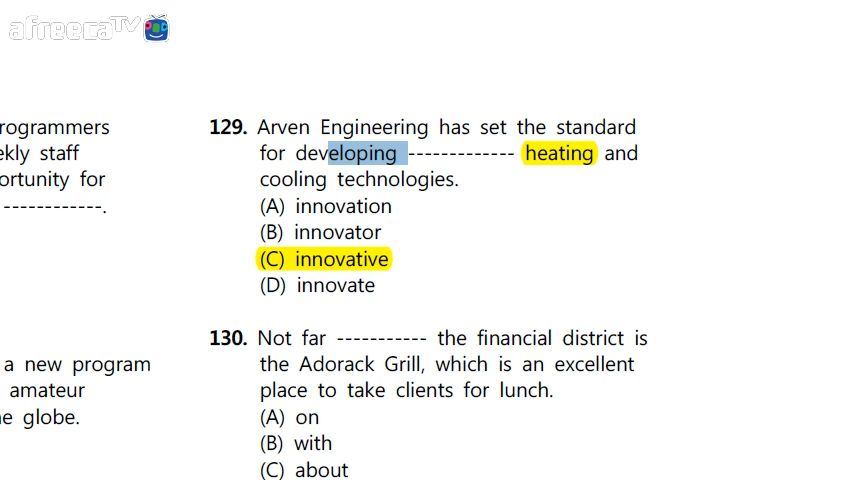 afreecaTV
rogrammers
ekly staff
ortunity for
------------.
a new program
amateur
e globe.
129. Arven Engineering has set the standard
for developing ------------- heating and
cooling technologies.
(A) innovation
(B) innovator
(C) innovative
(D) innovate
130. Not far ----------- the financial district is
the Adorack Grill, which is an excellent
place to take clients for lunch.
(A) on
(B) with
(C) about